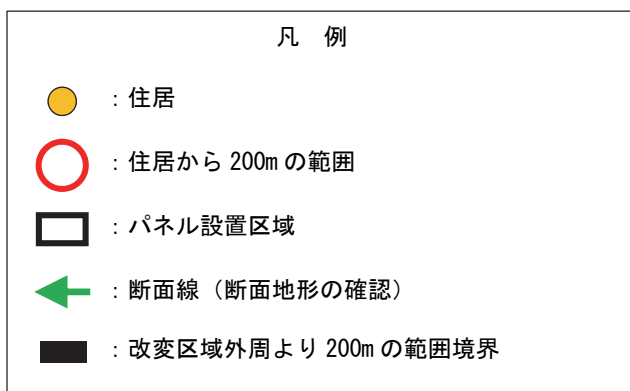 凡 例
：住居
：住居から 200m の範囲
：パネル設置区域
：断面線（断面地形の確認）
：改変区域外周より 200m の範囲境界